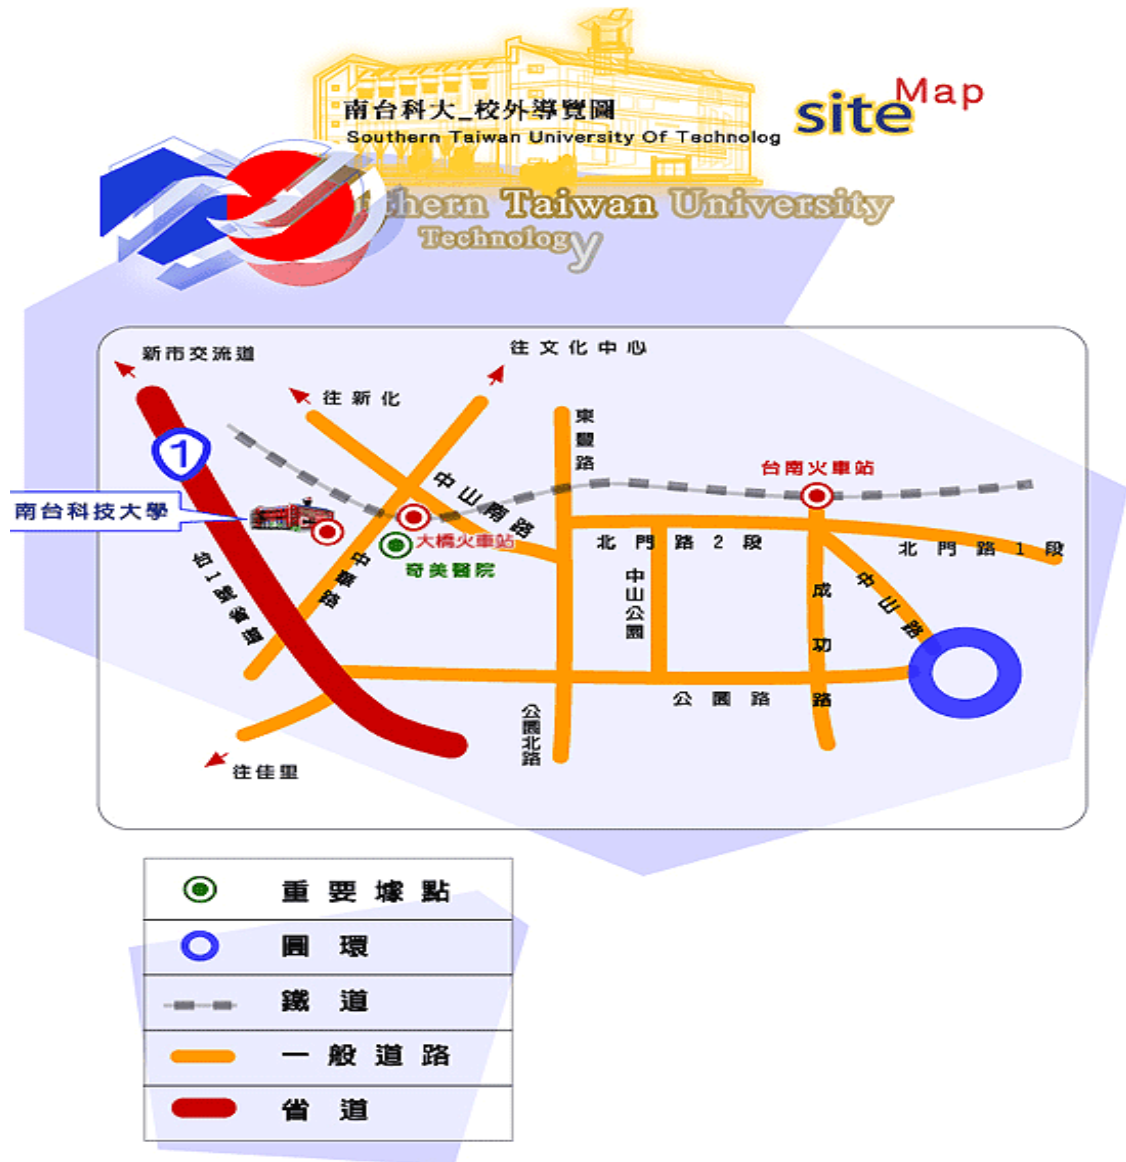 南台科大_校外導覽圖
Southern Taiwan University Of Technolog
site Map
thern Taiwan University
Technology
新市交流道
往文化中心
往新化
東豐路
1
中山南路
台南火車站
南台科技大學
大橋火車站
奇美醫院
北門路2段
北門路1段
中華路
台1號省道
中山公園
成功路
中山路
公園路
公園北路
往佳里
重要據點
圓環
鐵道
一般道路
省道